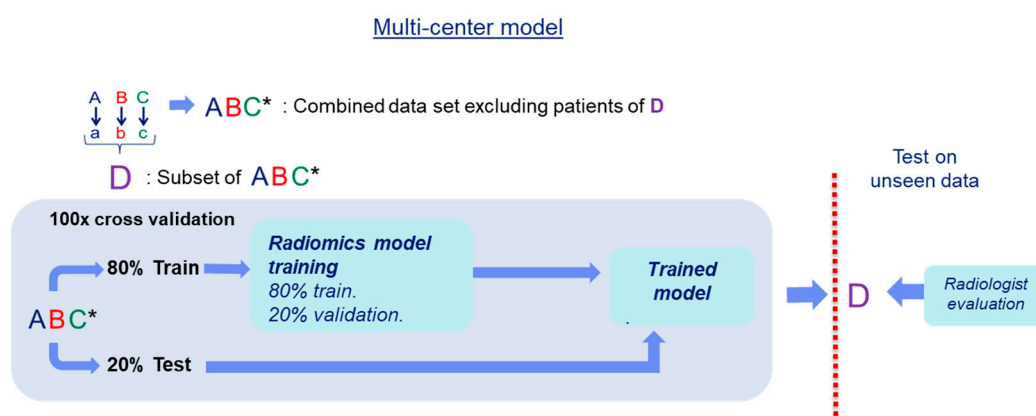 Multi-center model
A B C
a b c
ABC* : Combined data set excluding patients of D
D : Subset of ABC*
Test on
unseen data
100x cross validation
80% Train
Radiomics model
training
80% train.
20% validation.
Trained
model
ABC*
20% Test
D
Radiologist
evaluation